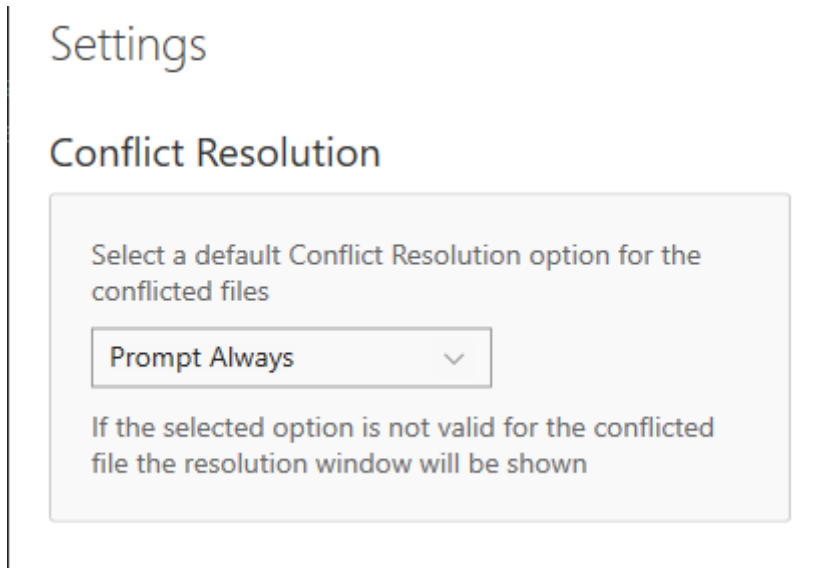 Settings
Conflict Resolution
Select a default Conflict Resolution option for the
conflicted files
Prompt Always
If the selected option is not valid for the conflicted
file the resolution window will be shown